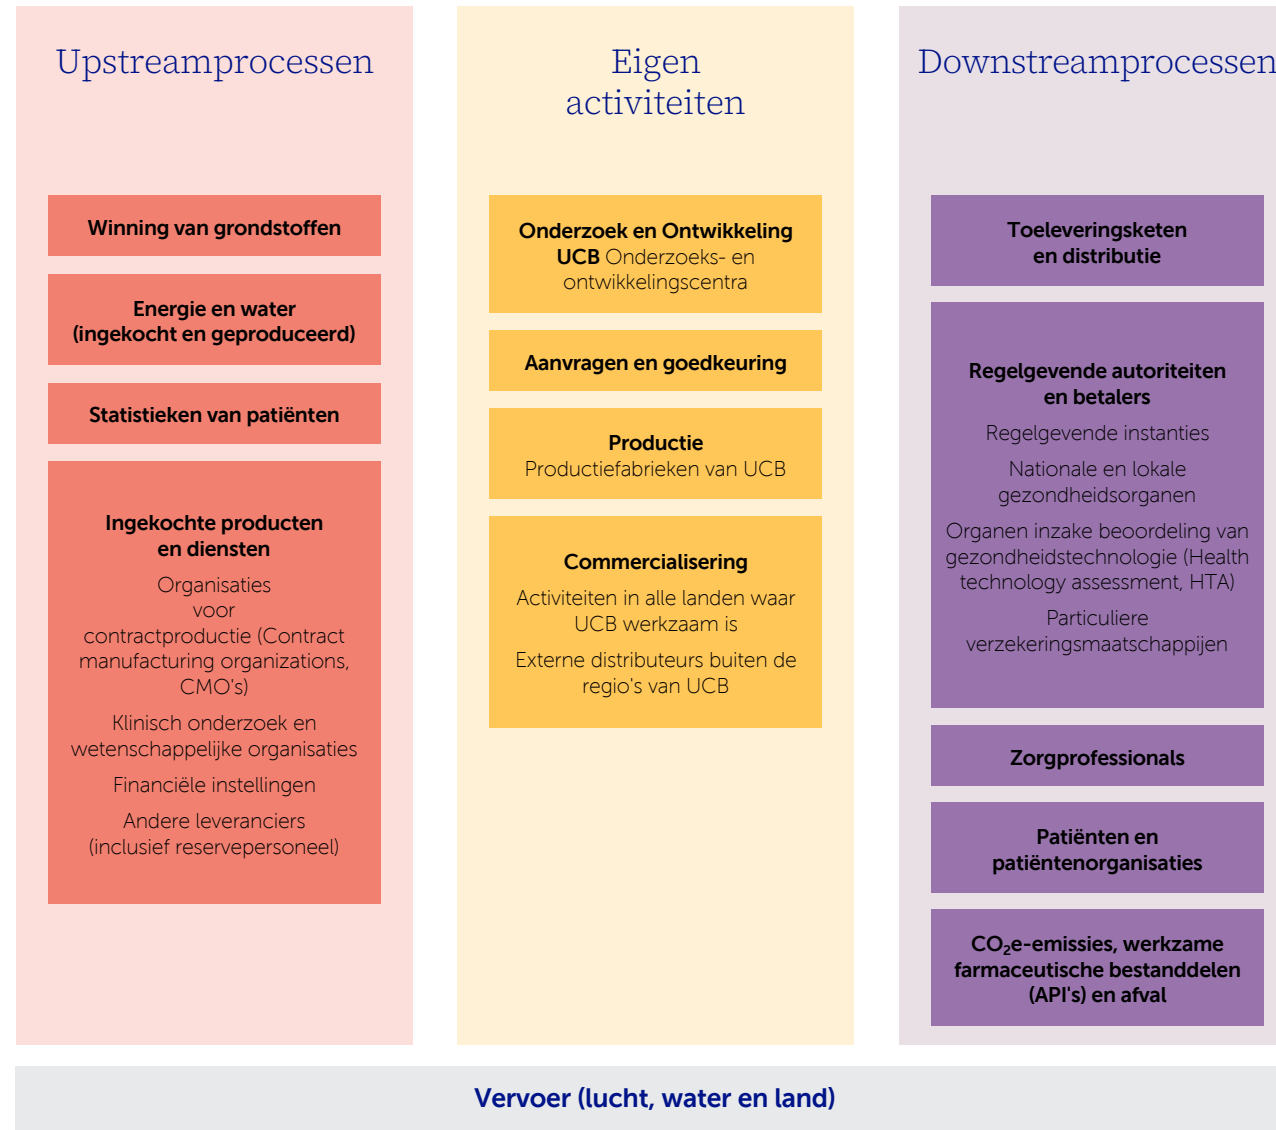 Upstreamprocessen
Winning van grondstoffen
Energie en water
(ingekocht en geproduceerd)
Statistieken van patiënten
Ingekochte producten
en diensten
Organisaties
voor
contractproductie (Contract
manufacturing organizations,
CMO's)
Klinisch onderzoek en
wetenschappelijke organisaties
Financiële instellingen
Andere leveranciers
(inclusief reservepersoneel)
Eigen
activiteiten
Onderzoek en Ontwikkeling
UCB Onderzoeks- en
ontwikkelingscentra
Aanvragen en goedkeuring
Productie
Productiefabrieken van UCB
Commercialisering
Activiteiten in alle landen waar
UCB werkzaam is
Externe distributeurs buiten de
regio's van UCB
Downstreamprocessen
Toeleveringsketen
en distributie
Regelgevende autoriteiten
en betalers
Regelgevende instanties
Nationale en lokale
gezondheidsorganen
Organen inzake beoordeling van
gezondheidstechnologie (Health
technology assessment, HTA)
Particuliere
verzekeringsmaatschappijen
Zorgprofessionals
Patiënten en
patiëntenorganisaties
CO₂e-emissies, werkzame
farmaceutische bestanddelen
(API's) en afval
Vervoer (lucht, water en land)